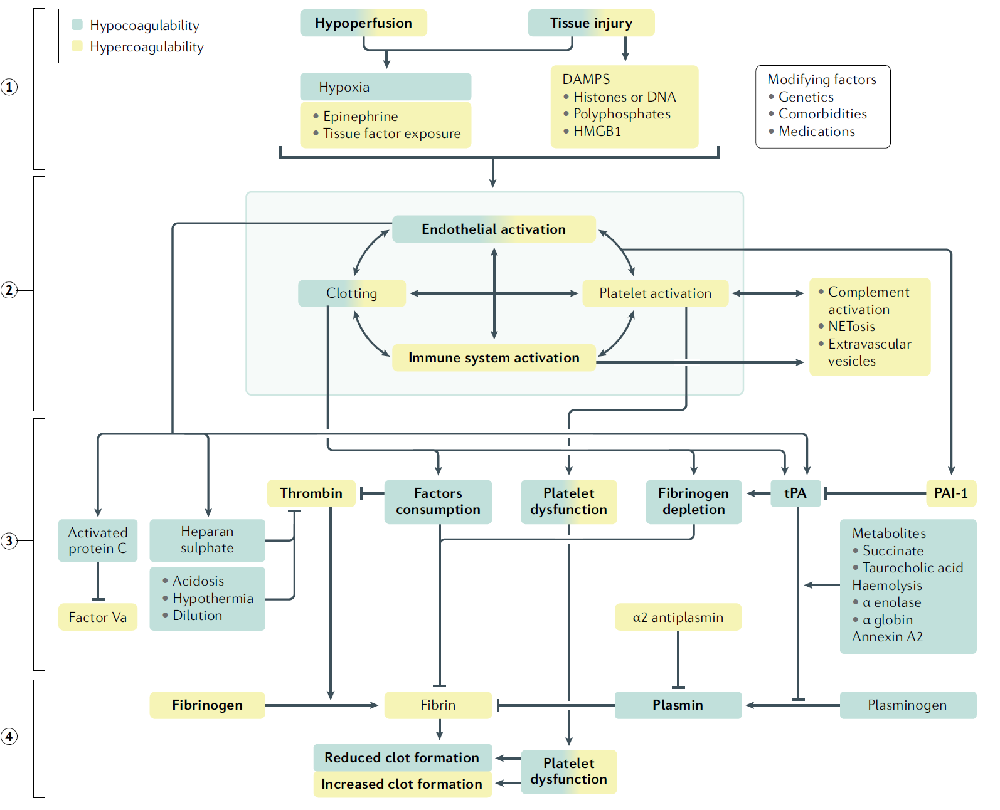 Hypocoagulability
Hypercoagulability
Hypoperfusion
Tissue injury
1
Hypoxia
• Epinephrine
• Tissue factor exposure
DAMPS
• Histones or DNA
• Polyphosphates
• HMGB1
Modifying factors
• Genetics
• Comorbidities
• Medications
2
Endothelial activation
Clotting
Platelet activation
Immune system activation
• Complement
activation
• NETosis
• Extravascular
vesicles
3
Thrombin
Factors
consumption
Platelet
dysfunction
Fibrinogen
depletion
tPA
PAI-1
Activated
protein C
Heparan
sulphate
• Acidosis
• Hypothermia
• Dilution
Factor Va
α2 antiplasmin
Metabolites
• Succinate
• Taurocholic acid
Haemolysis
• α enolase
• α globin
Annexin A2
4
Fibrinogen
Fibrin
Plasmin
Plasminogen
Reduced clot formation
Increased clot formation
Platelet
dysfunction